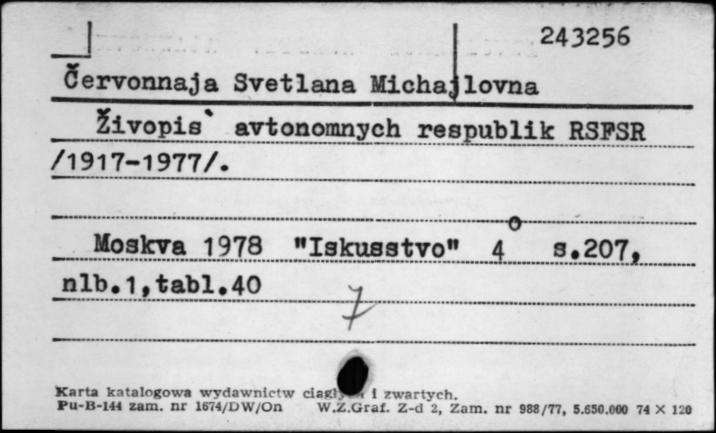 243256
Červonnaja Svetlana Michajlovna
Živopis` avtonomnych respublik RSFSR
/1917-1977/.
Moskva 1978 "Iskusstvo" 4° s.207,
nlb.1,tabl.40
7
Karta katalogowa wydawnictw ciągłych i zwartych.
Pu-B-144 zam. nr 1674/DW/On W.Z.Graf. Z-d 2, Zam. nr 988/77, 5.650.000 74 × 120